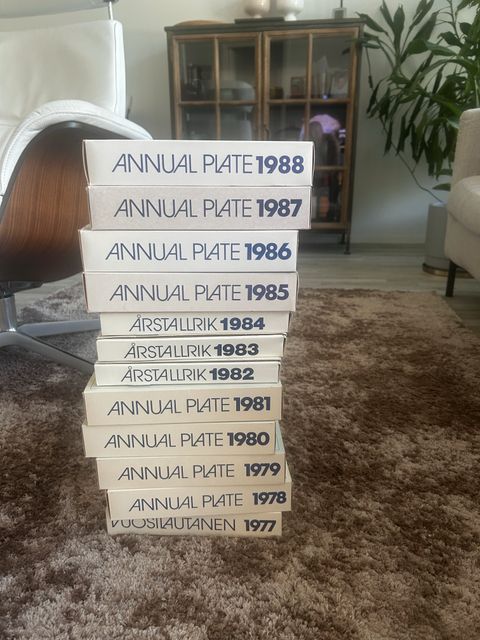 ANNUAL PLATE 1988
ANNUAL PLATE 1987
ANNUAL PLATE 1986
ANNUAL PLATE 1985
ÅRSTALLRIK 1984
ÅRSTALLRIK 1983
ÅRSTALLRIK 1982
ANNUAL PLATE 1981
ANNUAL PLATE 1980
ANNUAL PLATE 1979
ANNUAL PLATE 1978
VUOSILAUTANEN 1977